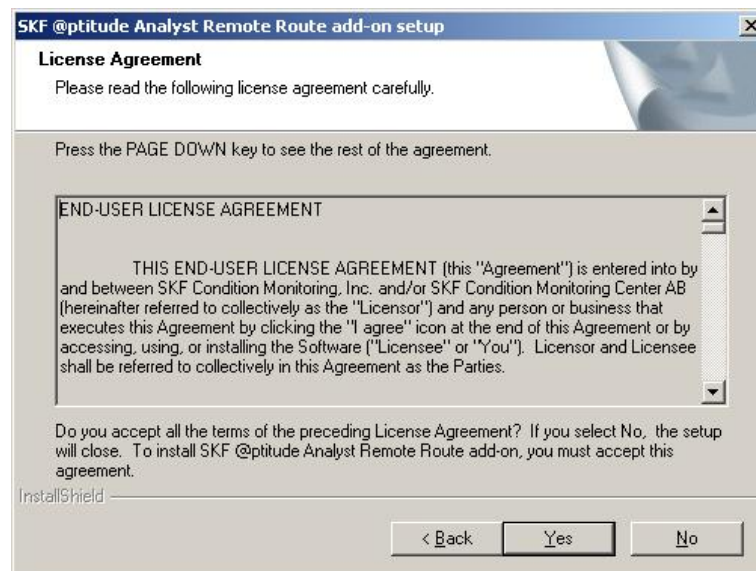 SKF @ptitude Analyst Remote Route add-on setup
License Agreement
Please read the following license agreement carefully.
Press the PAGE DOWN key to see the rest of the agreement.
END-USER LICENSE AGREEMENT
THIS END-USER LICENSE AGREEMENT (this "Agreement") is entered into by
and between SKF Condition Monitoring, Inc. and/or SKF Condition Monitoring Center AB
(hereinafter referred to collectively as the "Licensor") and any person or business that
executes this Agreement by clicking the "I agree" icon at the end of this Agreement or by
accessing, using, or installing the Software ("Licensee" or "You"). Licensor and Licensee
shall be referred to collectively in this Agreement as the Parties.
Do you accept all the terms of the preceding License Agreement? If you select No, the setup
will close. To install SKF @ptitude Analyst Remote Route add-on, you must accept this
agreement.
InstallShield
< Back Yes No